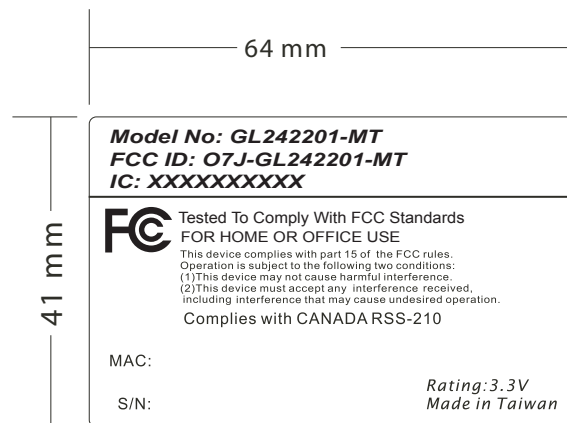 64 mm
41 mm
Model No: GL242201-MT
FCC ID: O7J-GL242201-MT
IC: XXXXXXXXXX
FC Tested To Comply With FCC Standards
FOR HOME OR OFFICE USE
This device complies with part 15 of the FCC rules.
Operation is subject to the following two conditions:
(1)This device may not cause harmful interference.
(2)This device must accept any interference received,
including interference that may cause undesired operation.
Complies with CANADA RSS-210
MAC:
S/N:
Rating:3.3V
Made in Taiwan